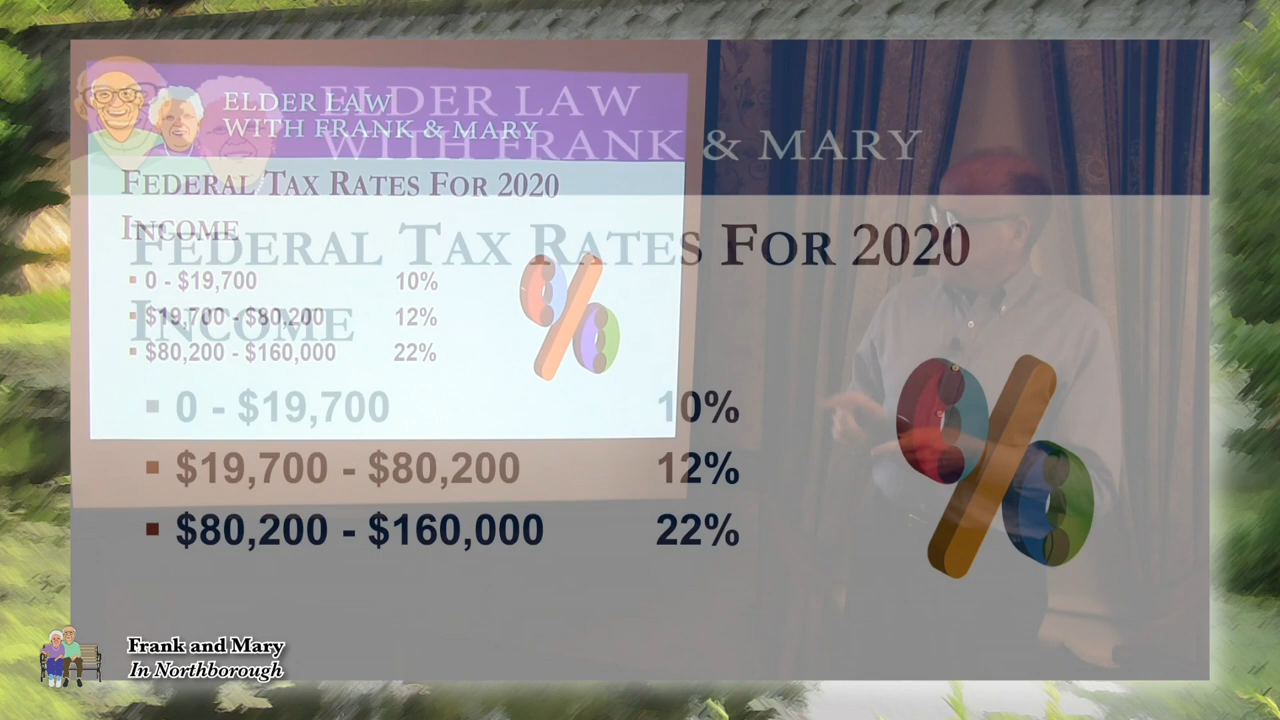 ELDER LAW
WITH FRANK & MARY
FEDERAL TAX RATES FOR 2020
INCOME
0 - $19,700 10%
$19,700 - $80,200 12%
$80,200 - $160,000 22%
ELDER LAW
WITH FRANK & MARY
FEDERAL TAX RATES FOR 2020
INCOME
0 - $19,700 10%
$19,700 - $80,200 12%
$80,200 - $160,000 22%
Frank and Mary
In Northborough